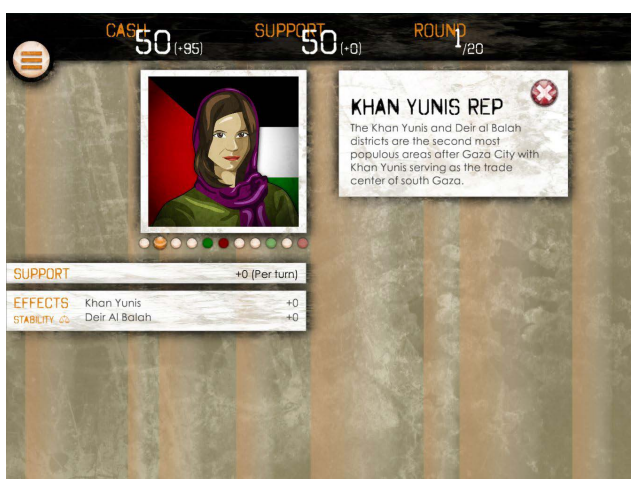 CASH 50 (+95) SUPPORT 50 (+0) ROUND 1/20
KHAN YUNIS REP
The Khan Yunis and Deir al Balah
districts are the second most
populous areas after Gaza City with
Khan Yunis serving as the trade
center of south Gaza.
SUPPORT +0 (Per turn)
EFFECTS Khan Yunis +0
STABILITY Deir Al Balah +0